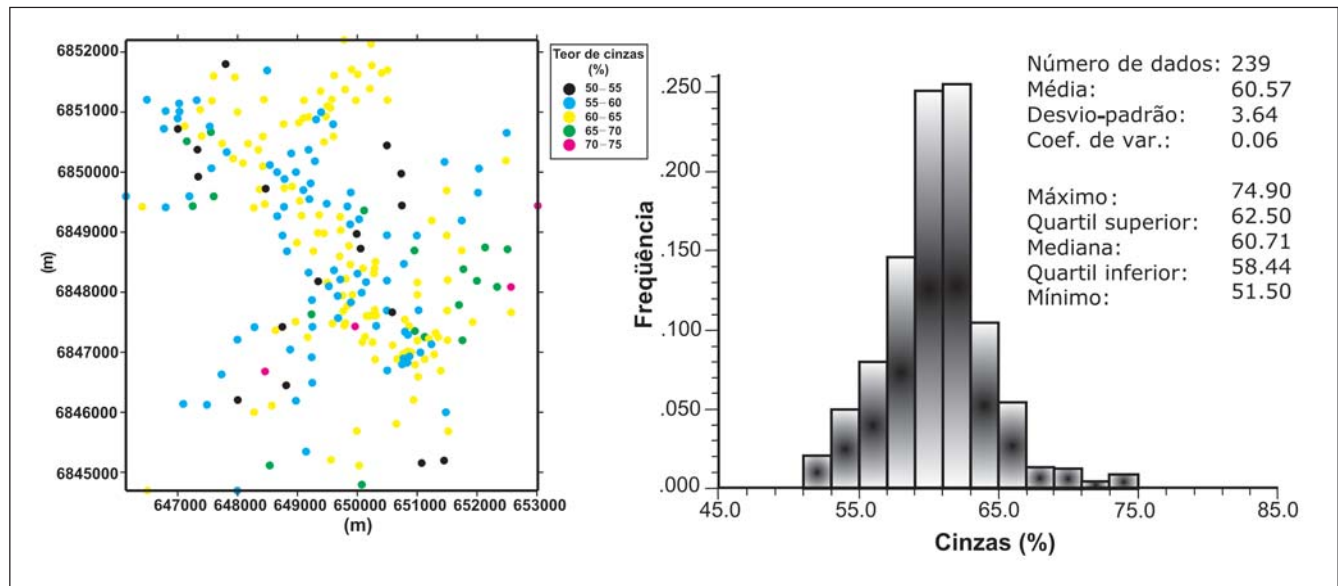 6852000
6851000
6850000
6849000
6848000
6847000
6846000
6845000
(m)
647000 648000 649000 650000 651000 652000 653000
(m)
Teor de cinzas
(%)
50– 55
55– 60
60– 65
65– 70
70– 75
Freqüência
.250
.200
.150
.100
.050
.000
45.0 55.0 65.0 75.0 85.0
Cinzas (%)
Número de dados: 239
Média: 60.57
Desvio-padrão: 3.64
Coef. de var.: 0.06
Máximo: 74.90
Quartil superior: 62.50
Mediana: 60.71
Quartil inferior: 58.44
Mínimo: 51.50